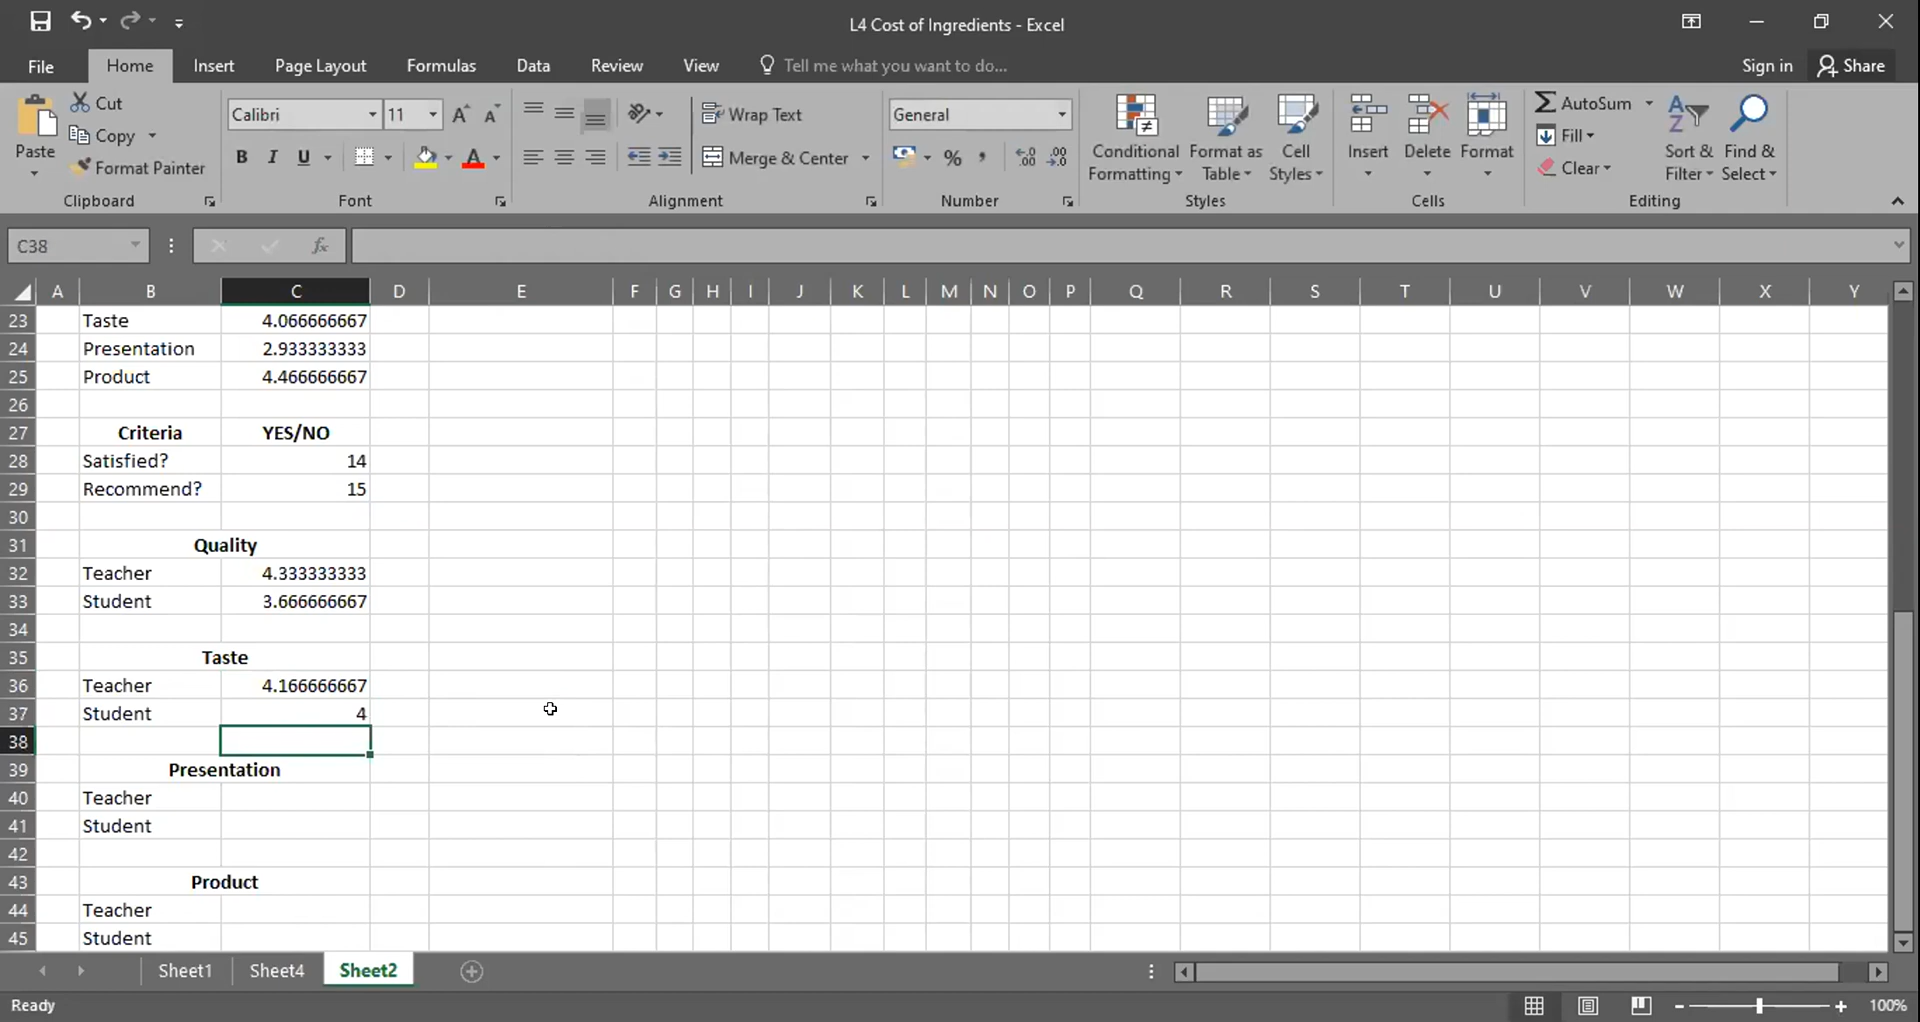 L4 Cost of Ingredients - Excel
File Home Insert Page Layout Formulas Data Review View Tell me what you want to do... Sign in Share
Paste Cut Copy Format Painter Clipboard
Calibri 11 A A B I U A Font
Wrap Text Merge & Center Alignment
General % , .00 .0 .00 Number
Conditional Formatting Format as Table Cell Styles Styles
Insert Delete Format Cells
AutoSum Fill Clear Sort & Filter Find & Select Editing
C38 fx
A B C D E F G H I J K L M N O P Q R S T U V W X Y
23 Taste 4.066666667
24 Presentation 2.933333333
25 Product 4.466666667
26
27 Criteria YES/NO
28 Satisfied? 14
29 Recommend? 15
30
31 Quality
32 Teacher 4.333333333
33 Student 3.666666667
34
35 Taste
36 Teacher 4.166666667
37 Student 4
38
39 Presentation
40 Teacher
41 Student
42
43 Product
44 Teacher
45 Student
Sheet1 Sheet4 Sheet2
Ready 100%